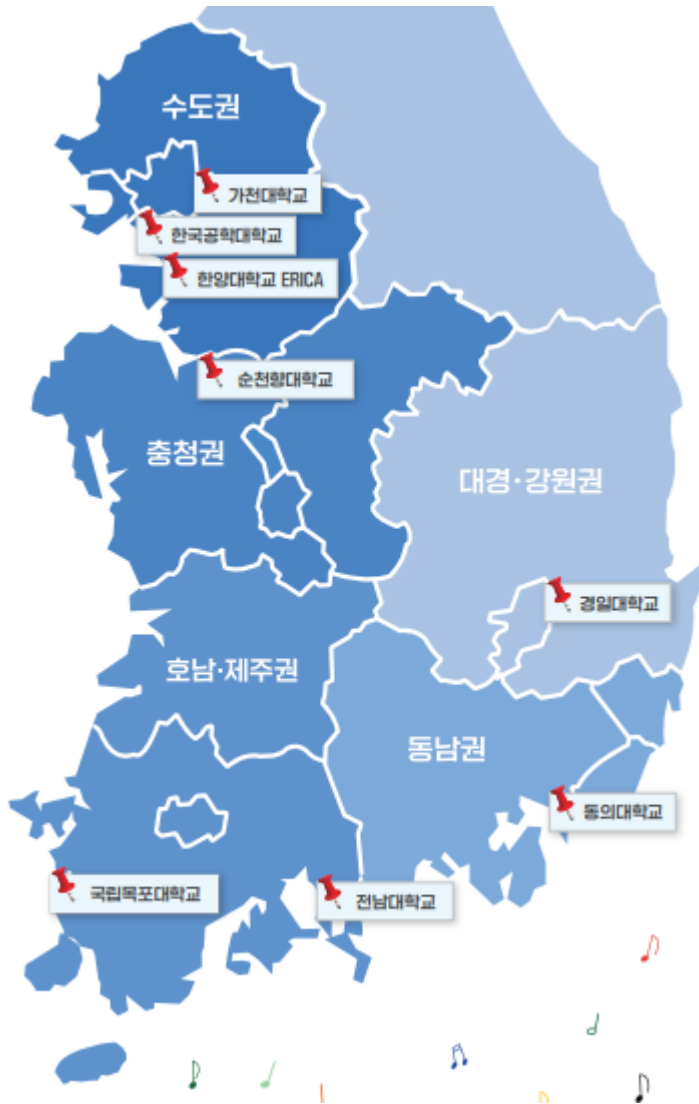 수도권
가천대학교
한국공학대학교
한양대학교 ERICA
순천향대학교
충청권
대경·강원권
경일대학교
호남·제주권
동남권
동의대학교
국립목포대학교
전남대학교